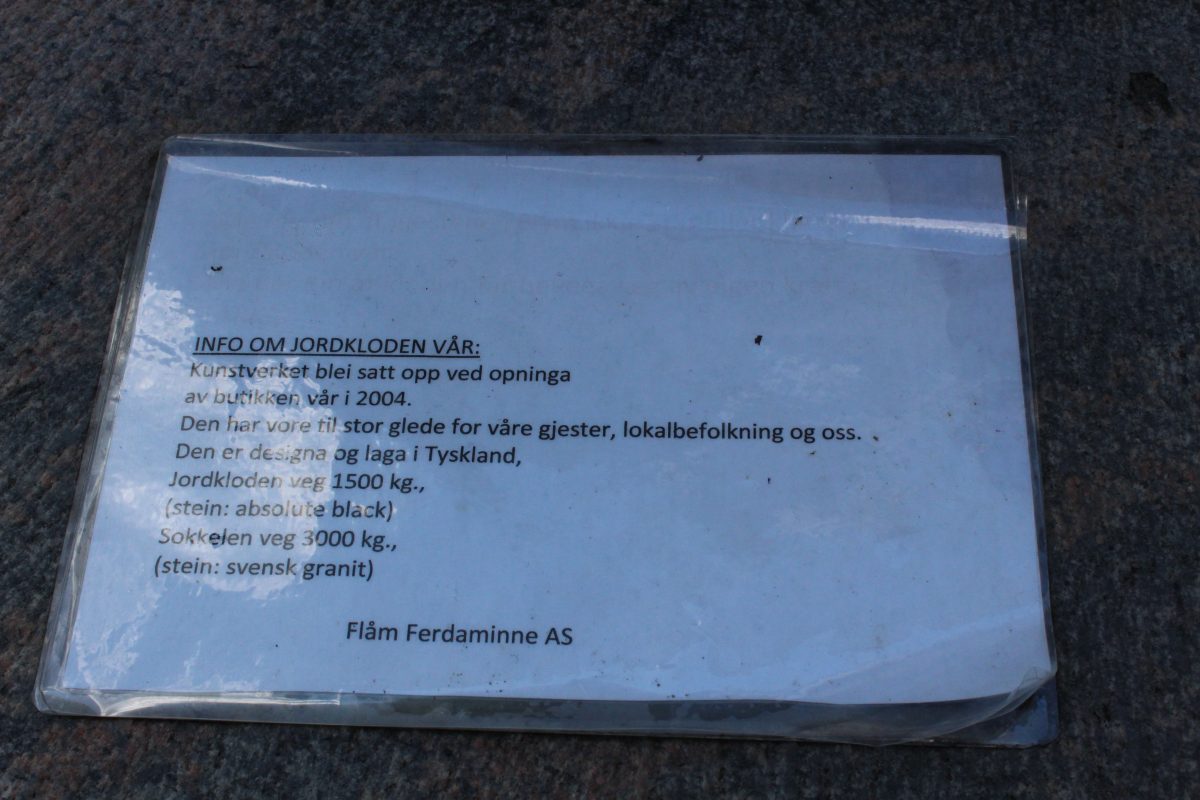 INFO OM JORDKLODEN VÅR:
Kunstverket blei satt opp ved opninga
av butikken vår i 2004.
Den har vore til stor glede for våre gjester, lokalbefolkning og oss.
Den er designa og laga i Tyskland,
Jordkloden veg 1500 kg.,
(stein: absolute black)
Sokkelen veg 3000 kg.,
(stein: svensk granit)
Flåm Ferdaminne AS